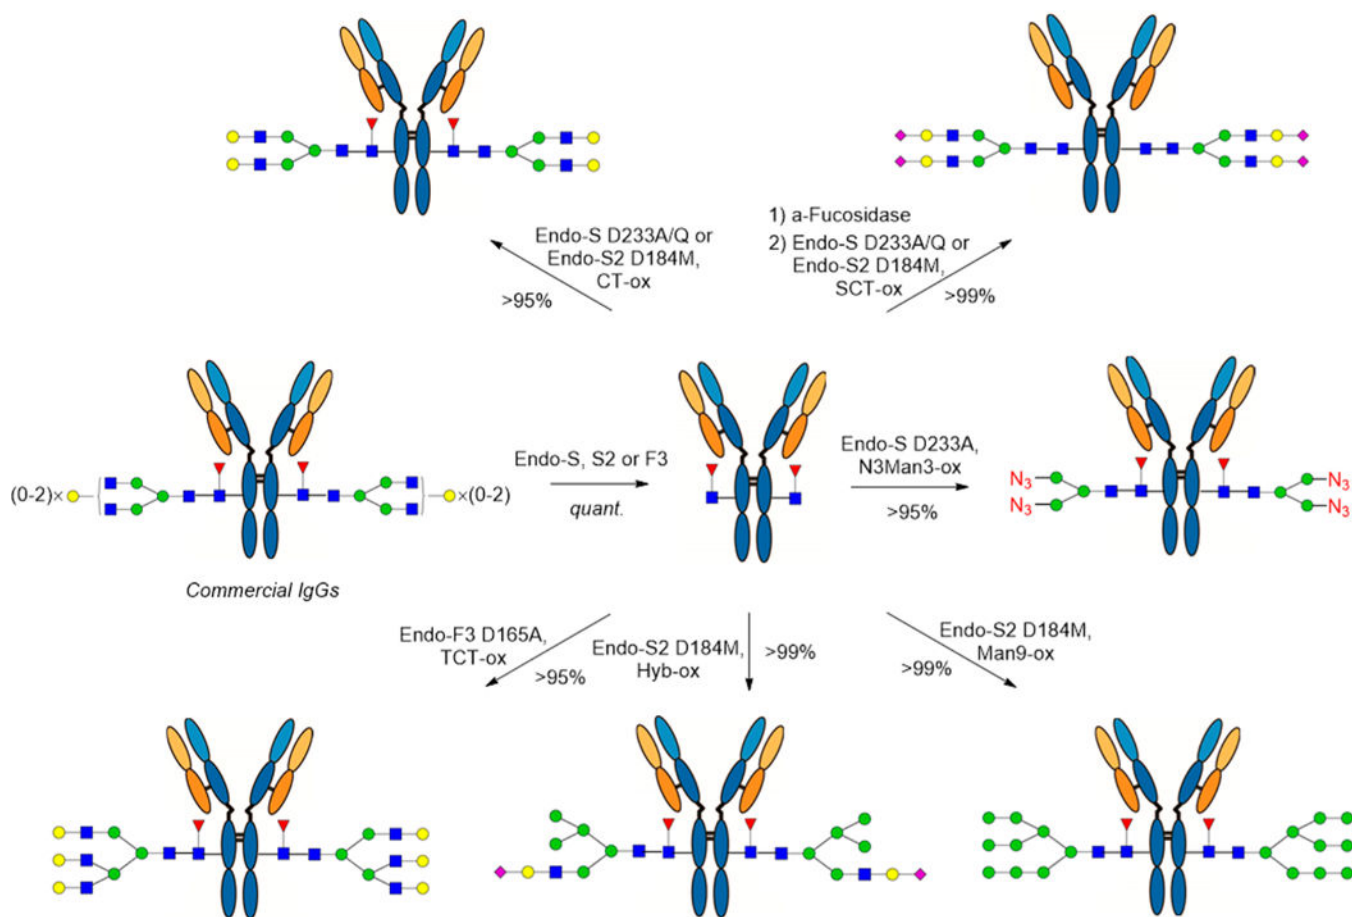 Endo-S D233A/Q or
Endo-S2 D184M,
CT-ox
>95%
1) a-Fucosidase
2) Endo-S D233A/Q or
Endo-S2 D184M,
SCT-ox
>99%
(0-2)×
×(0-2)
Commercial IgGs
Endo-S, S2 or F3
quant.
Endo-S D233A,
N3Man3-ox
>95%
N3
N3
N3
N3
Endo-F3 D165A,
TCT-ox
>95%
Endo-S2 D184M,
Hyb-ox
>99%
Endo-S2 D184M,
Man9-ox
>99%